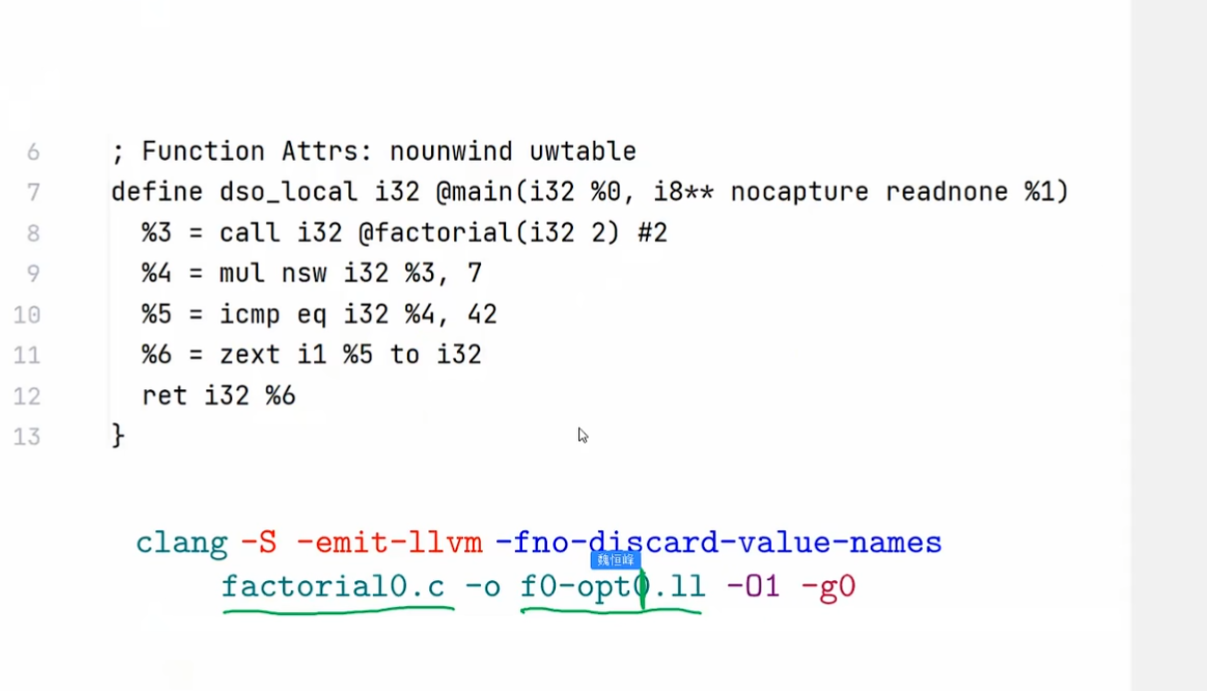 6 ; Function Attrs: nounwind uwtable
7 define dso_local i32 @main(i32 %0, i8** nocapture readnone %1)
8 %3 = call i32 @factorial(i32 2) #2
9 %4 = mul nsw i32 %3, 7
10 %5 = icmp eq i32 %4, 42
11 %6 = zext i1 %5 to i32
12 ret i32 %6
13 }
clang -S -emit-llvm -fno-discard-value-names
魏恒峰
factorial0.c -o f0-opt0.ll -O1 -g0